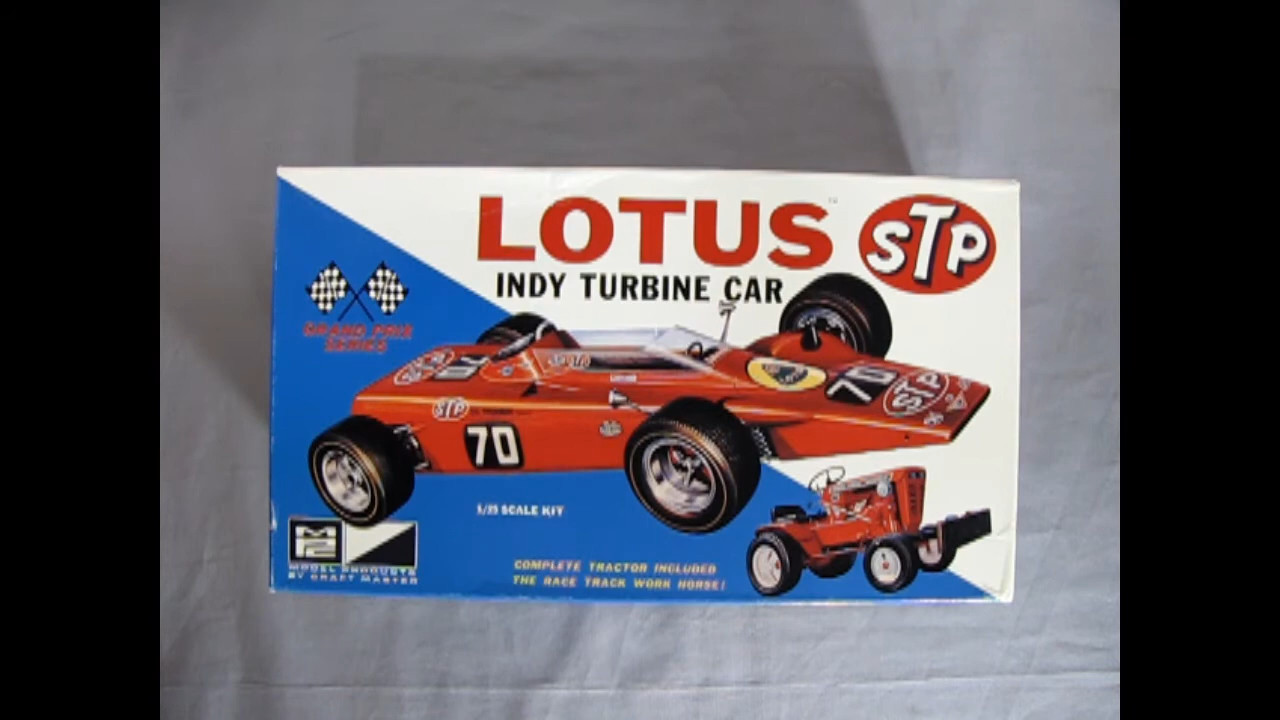 LOTUS
STP
INDY TURBINE CAR
GRAND PRIX
SERIES
70
STP
STP
70
1/25 SCALE KIT
MPC
MODEL PRODUCTS
BY CRAFT MASTER
COMPLETE TRACTOR INCLUDED
THE RACE TRACK WORK HORSE!